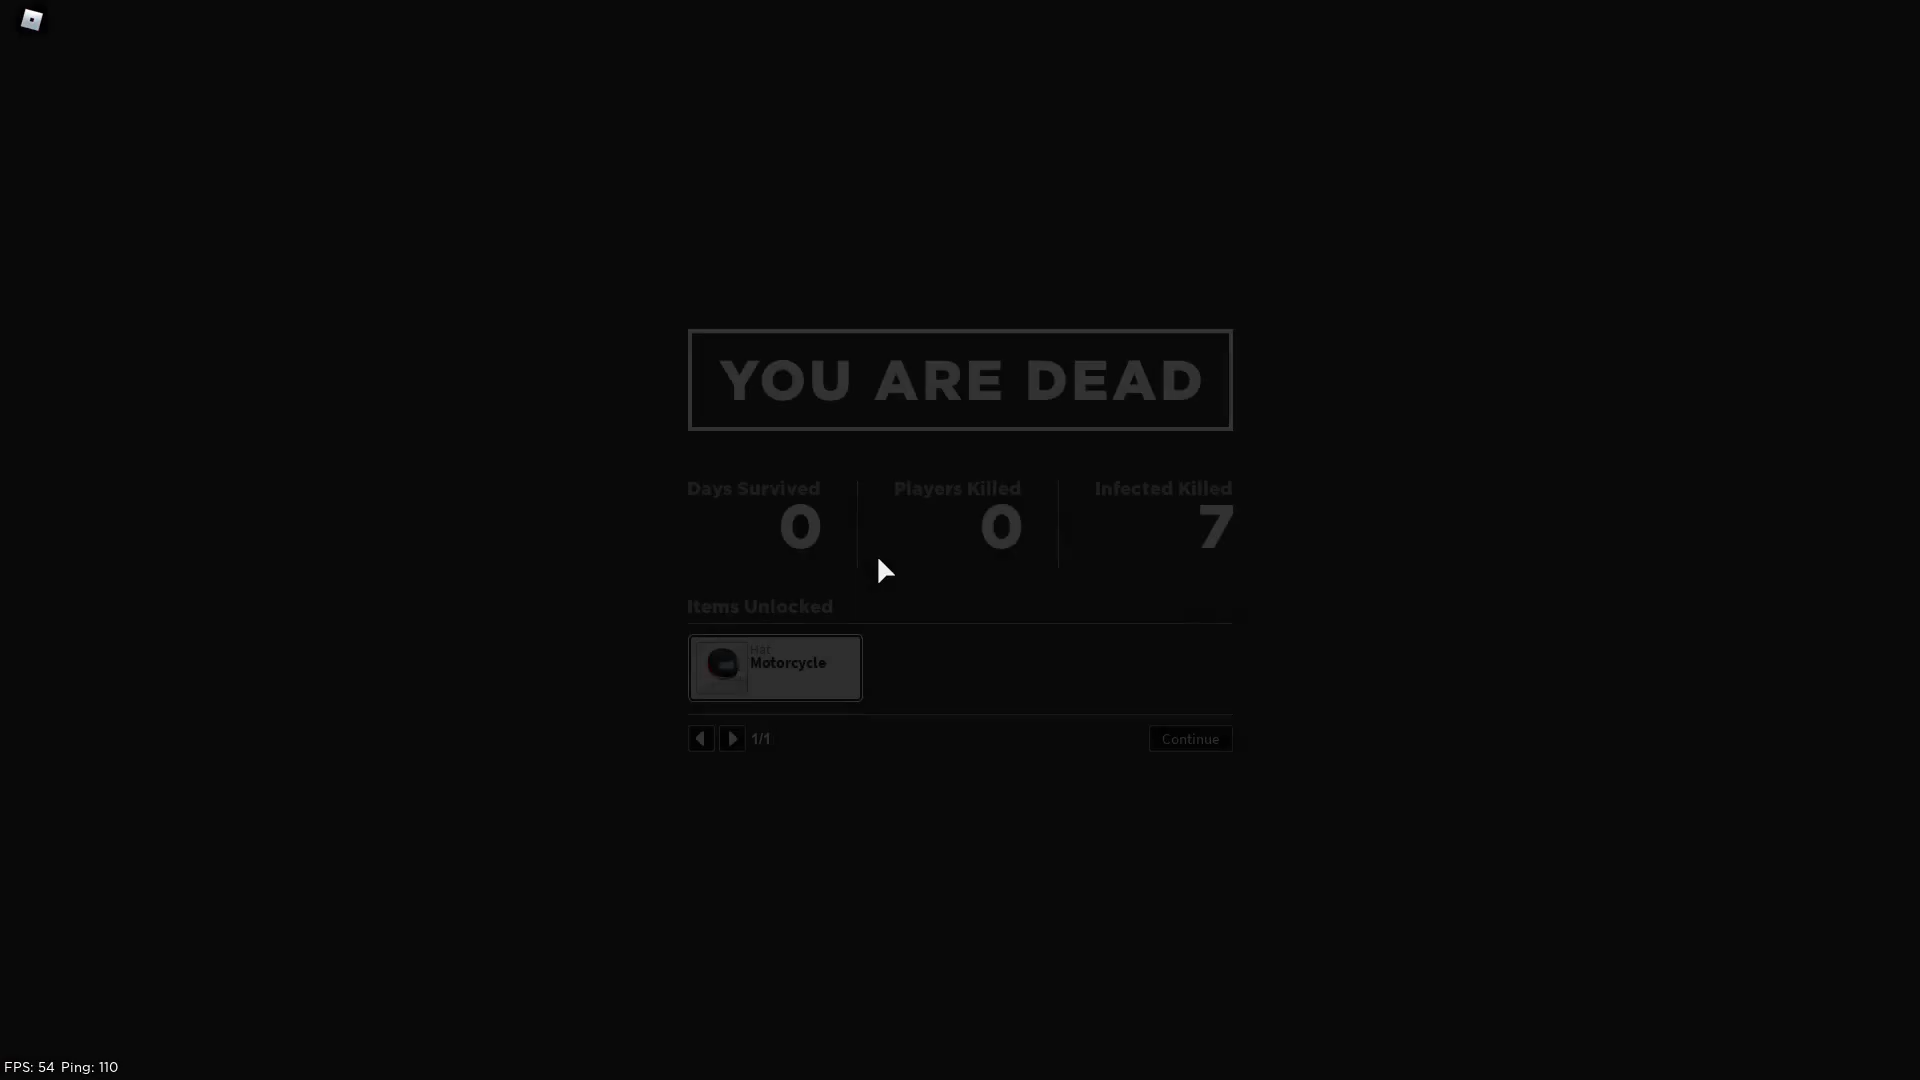 YOU ARE DEAD
Days Survived Players Killed Infected Killed
0 0 7
Items Unlocked
Hat
Motorcycle
1/1 Continue
FPS: 54 Ping: 110